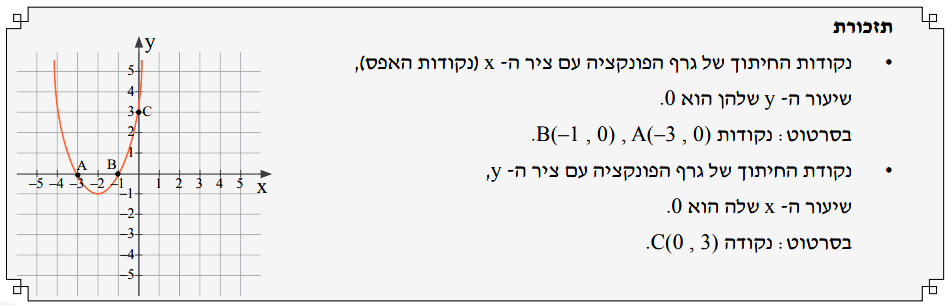 תזכורת
• נקודות החיתוך של גרף הפונקציה עם ציר ה- x (נקודות האפס),
שיעור ה- y שלהן הוא 0.
בסרטוט : נקודות A(–3 , 0) , B(–1 , 0).
• נקודת החיתוך של גרף הפונקציה עם ציר ה- y,
שיעור ה- x שלה הוא 0.
בסרטוט : נקודה C(0 , 3).
y
5
4
3 C
2
1
A B
–5 –4 –3 –2 –1 1 2 3 4 5 x
–1
–2
–3
–4
–5